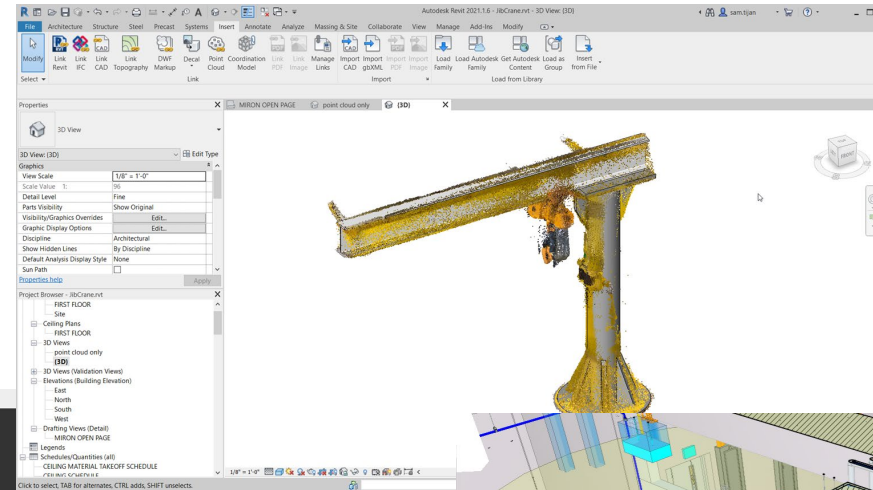 Autodesk Revit 2021.1.6 - JibCrane.rvt - 3D View: {3D}
sam.tijan
File Architecture Structure Steel Precast Systems Insert Annotate Analyze Massing & Site Collaborate View Manage Add-Ins Modify
Modify Link Revit Link IFC Link CAD Link Topography DWF Markup Decal Point Cloud Coordination Model Link PDF Link Image Manage Links Import CAD Import gbXML Import PDF Import Image Load Family Load Autodesk Family Get Autodesk Content Load as Group Insert from File
Select Link Import Load from Library
Properties
MIRON OPEN PAGE point cloud only {3D}
3D View
3D View: {3D} Edit Type
Graphics
View Scale 1/8" = 1'-0"
Scale Value 1: 96
Detail Level Fine
Parts Visibility Show Original
Visibility/Graphics Overrides Edit...
Graphic Display Options Edit...
Discipline Architectural
Show Hidden Lines By Discipline
Default Analysis Display Style None
Sun Path
Properties help Apply
Project Browser - JibCrane.rvt
FIRST FLOOR
Site
Ceiling Plans
FIRST FLOOR
3D Views
point cloud only
{3D}
3D Views (Validation Views)
Elevations (Building Elevation)
East
North
South
West
Drafting Views (Detail)
MIRON OPEN PAGE
Legends
Schedules/Quantities (all)
CEILING MATERIAL TAKEOFF SCHEDULE
CEILING SCHEDULE
1/8" = 1'-0"
Click to select, TAB for alternates, CTRL adds, SHIFT unselects.
TOP
FRONT